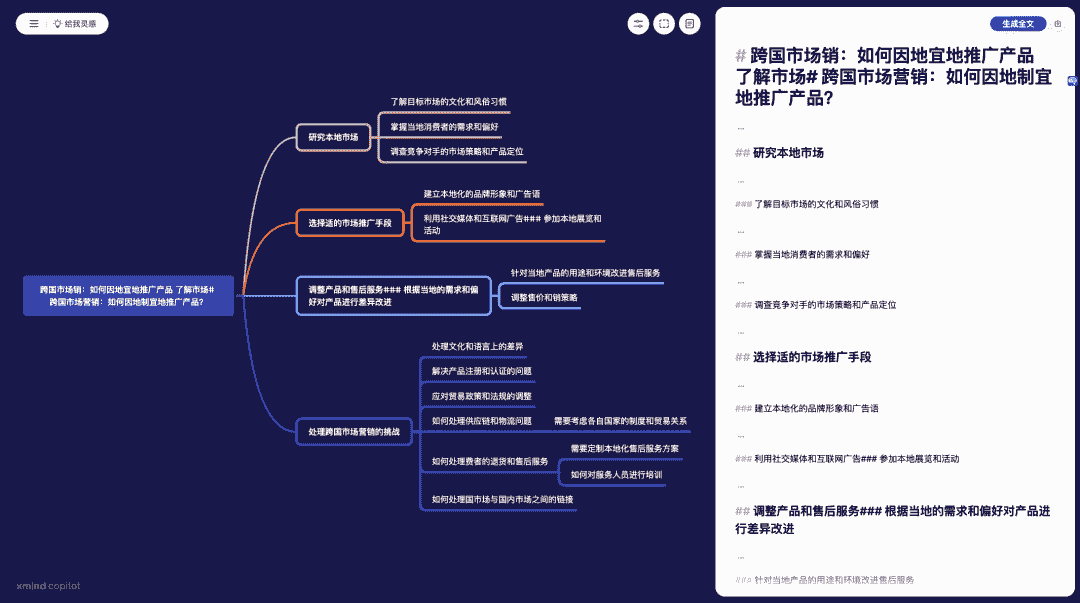 给我灵感
生成全文
了解目标市场的文化和风俗习惯
掌握当地消费者的需求和偏好
调查竞争对手的市场策略和产品定位
研究本地市场
建立本地化的品牌形象和广告语
利用社交媒体和互联网广告### 参加本地展览和
活动
选择适的市场推广手段
跨国市场销：如何因地宜地推广产品 了解市场#
跨国市场营销：如何因地制宜地推广产品?
调整产品和售后服务### 根据当地的需求和偏
好对产品进行差异改进
针对当地产品的用途和环境改进售后服务
调整售价和销策略
处理文化和语言上的差异
解决产品注册和认证的问题
应对贸易政策和法规的调整
如何处理供应链和物流问题
需要考虑各自国家的制度和贸易关系
处理跨国市场营销的挑战
需要定制本地化售后服务方案
如何处理费者的退货和售后服务
如何对服务人员进行培训
如何处理国市场与国内市场之间的链接
xmind copilot
# 跨国市场销：如何因地宜地推广产品
了解市场# 跨国市场营销：如何因地制宜
地推广产品?
...
## 研究本地市场
...
### 了解目标市场的文化和风俗习惯
...
### 掌握当地消费者的需求和偏好
...
### 调查竞争对手的市场策略和产品定位
...
## 选择适的市场推广手段
...
### 建立本地化的品牌形象和广告语
...
### 利用社交媒体和互联网广告### 参加本地展览和活动
...
## 调整产品和售后服务### 根据当地的需求和偏好对产品进
行差异改进
...
### 针对当地产品的用途和环境改进售后服务